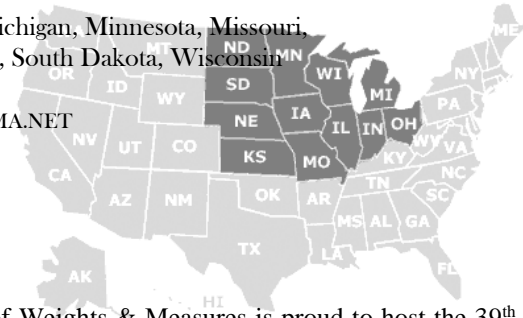 ichigan, Minnesota, Missouri,
, South Dakota, Wisconsin
MA.NET
ME
MT
ND
MN
OR
ID
SD
WI
MI
NY
WY
NE
IA
IL
IN
OH
PA
NV
UT
CO
KS
MO
KY
WV
VA
CA
AZ
NM
OK
AR
TN
NC
SC
MS
AL
GA
TX
LA
FL
AK
HI
f Weights & Measures is proud to host the 39th